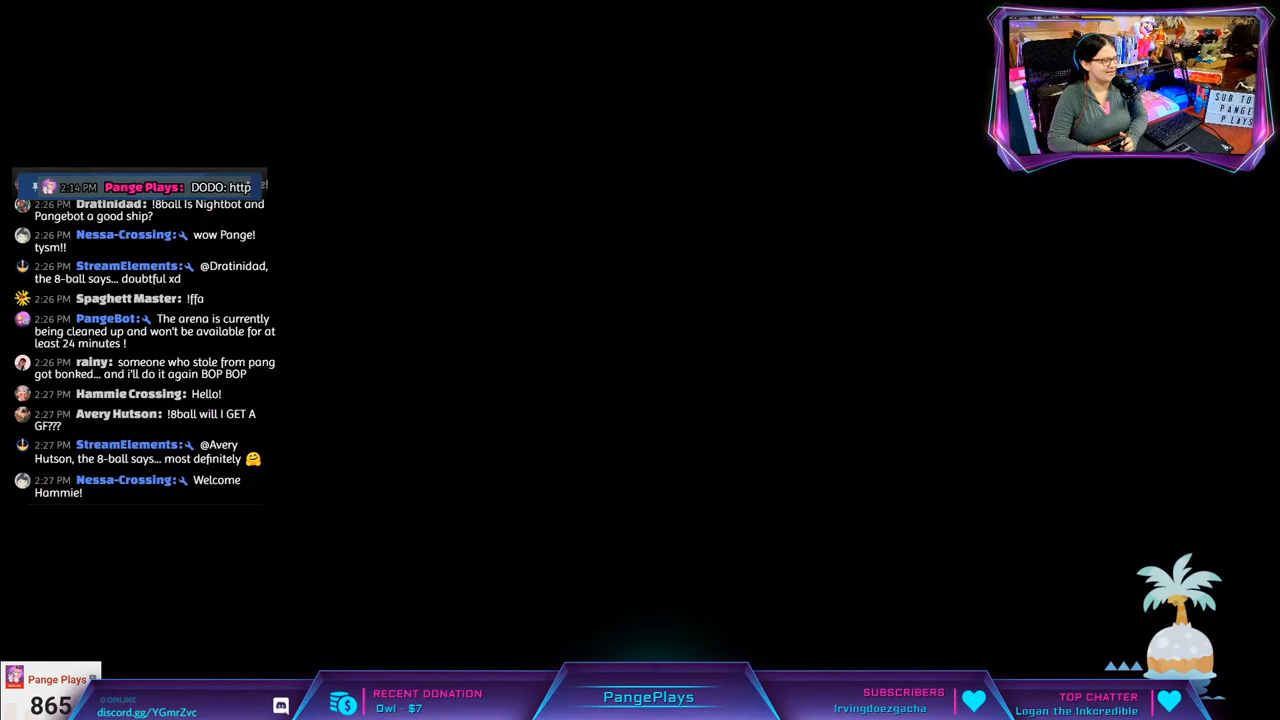 SUB TO
PANGE
PLAYS
2:14 PM Pange Plays: DODO: http
2:26 PM Dratinidad: !8ball Is Nightbot and
Pangebot a good ship?
2:26 PM Nessa-Crossing: wow Pange!
tysm!!
2:26 PM StreamElements: @Dratinidad,
the 8-ball says... doubtful xd
2:26 PM Spaghett Master: !ffa
2:26 PM PangeBot: The arena is currently
being cleaned up and won't be available for at
least 24 minutes !
2:26 PM rainy: someone who stole from pang
got bonked... and i'll do it again BOP BOP
2:27 PM Hammie Crossing: Hello!
2:27 PM Avery Hutson: !8ball will I GET A
GF???
2:27 PM StreamElements: @Avery
Hutson, the 8-ball says... most definitely 🤗
2:27 PM Nessa-Crossing: Welcome
Hammie!
Pange Plays
865
0 ONLINE
discord.gg/YGmrZvc
RECENT DONATION
Owl - $7
PangePlays
SUBSCRIBERS
Irvingdoezgacha
TOP CHATTER
Logan the Inkcredible